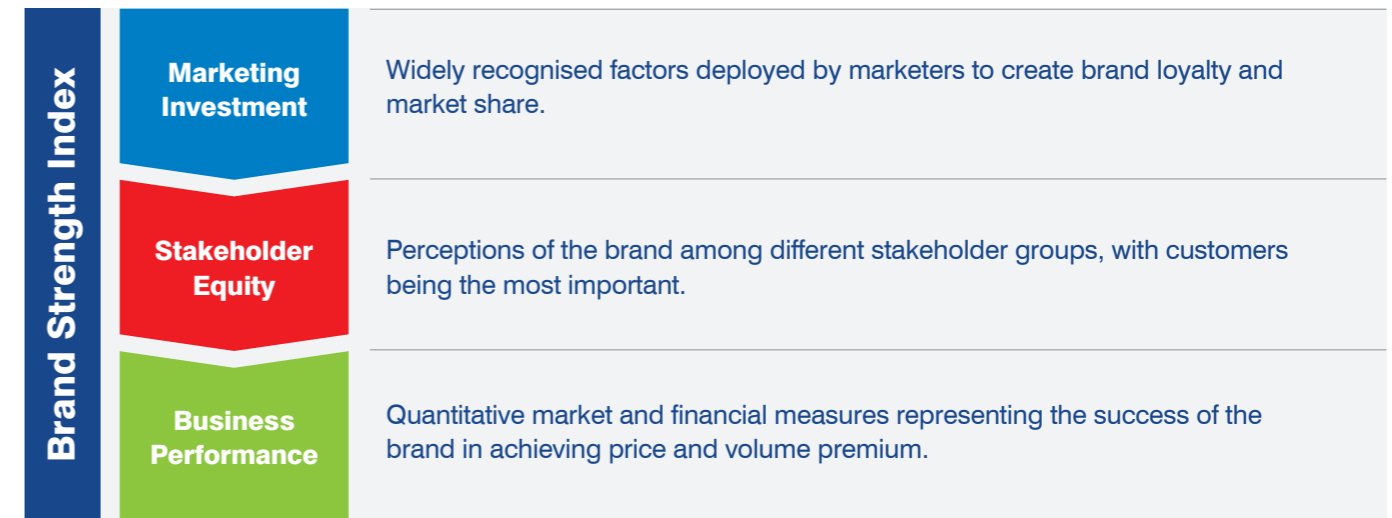 Brand Strength Index
Marketing
Investment
Widely recognised factors deployed by marketers to create brand loyalty and
market share.
Stakeholder
Equity
Perceptions of the brand among different stakeholder groups, with customers
being the most important.
Business
Performance
Quantitative market and financial measures representing the success of the
brand in achieving price and volume premium.